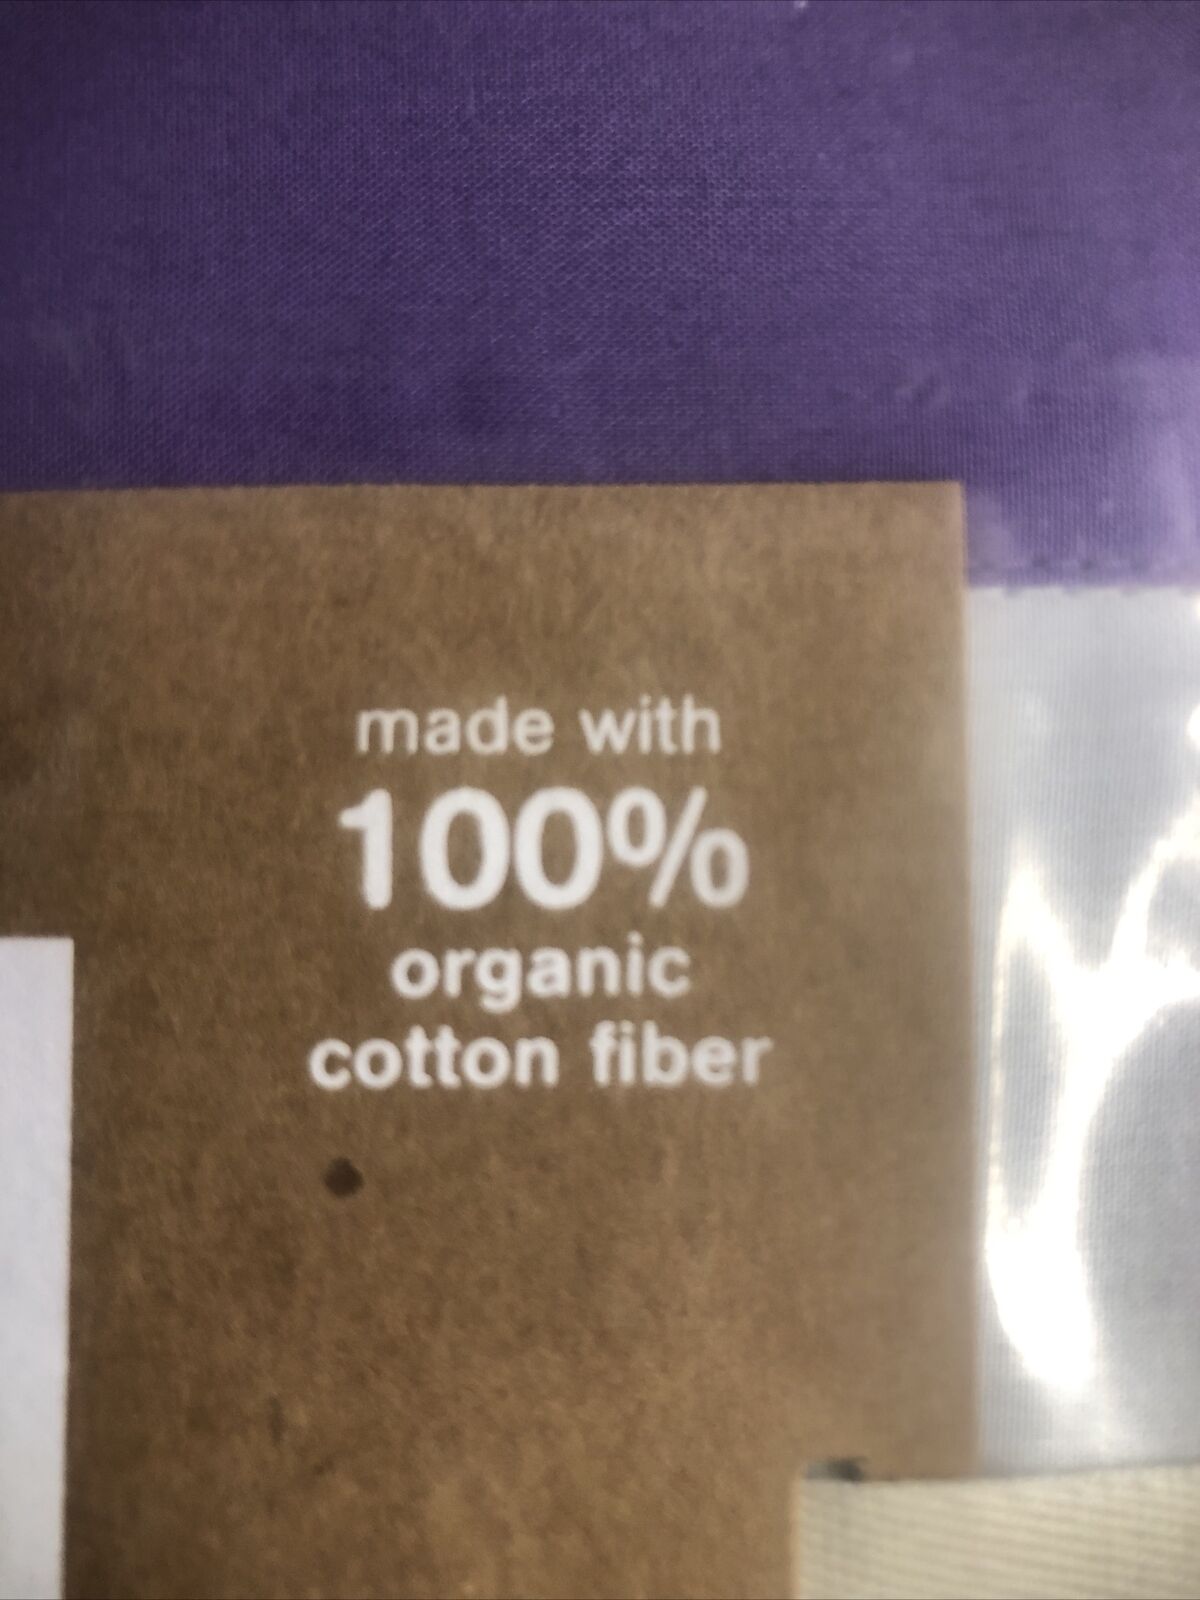 made with
100%
organic
cotton fiber